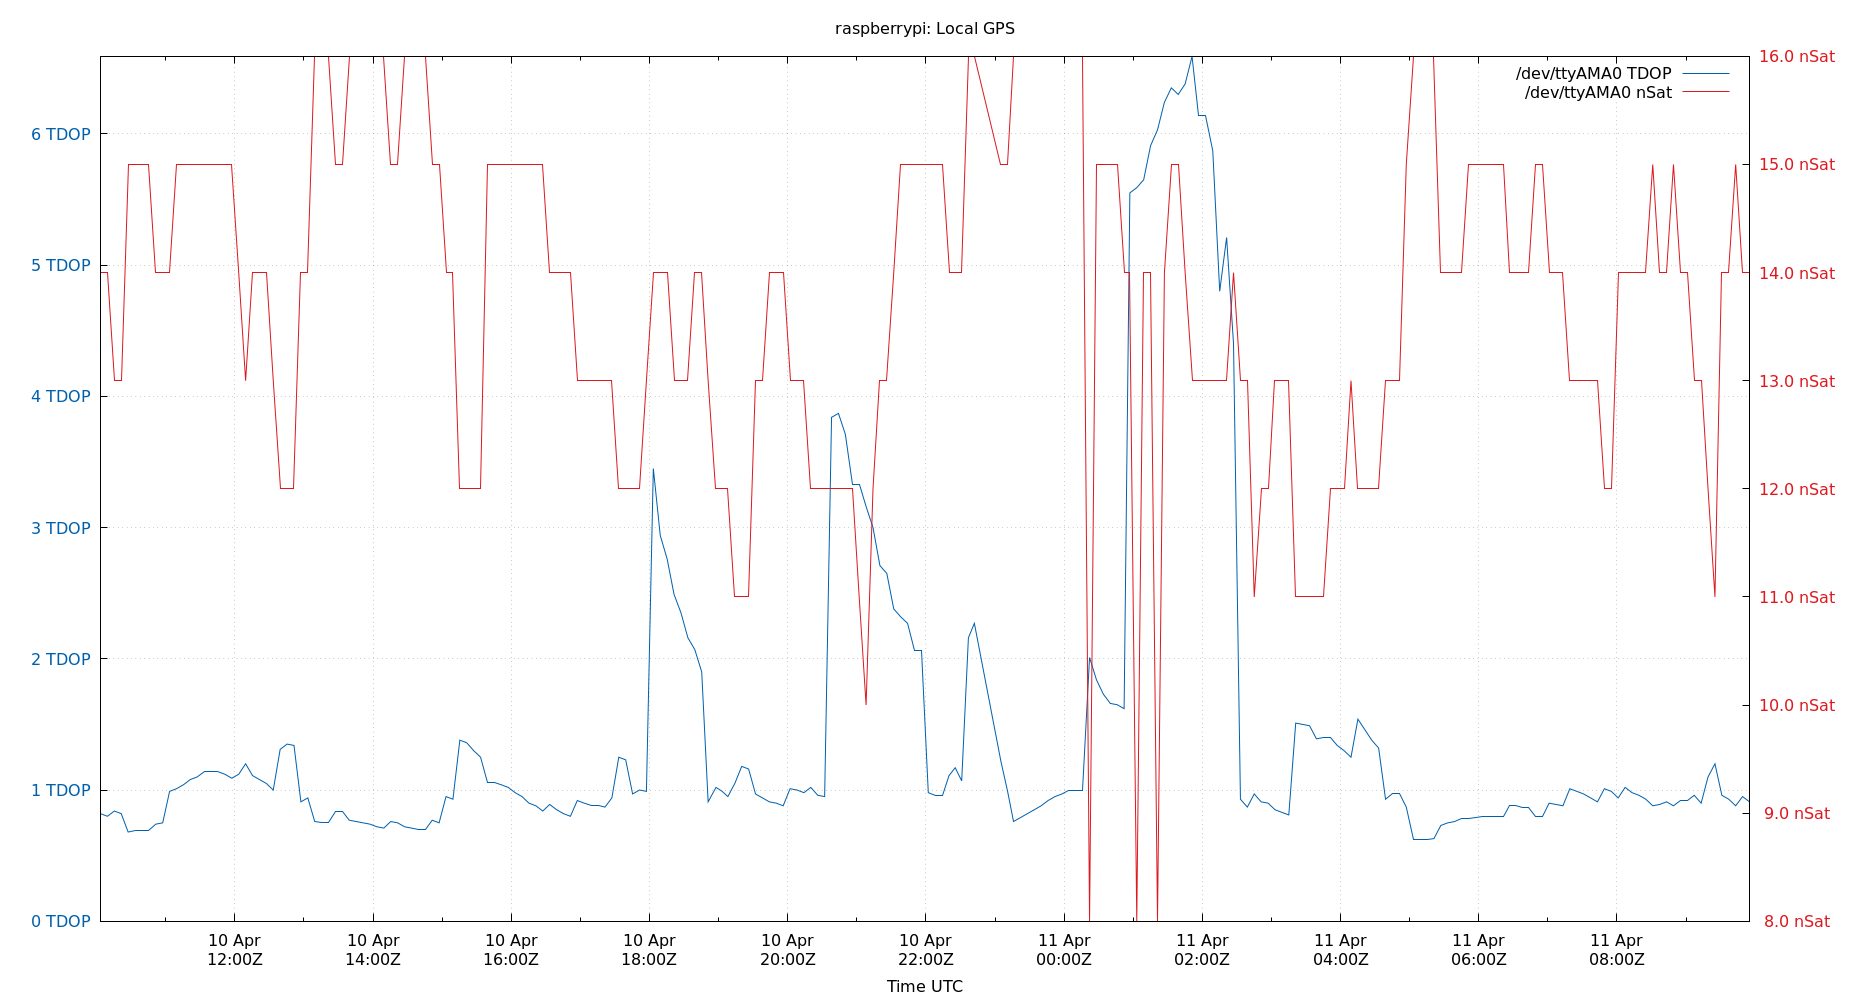 raspberrypi: Local GPS
/dev/ttyAMA0 TDOP
/dev/ttyAMA0 nSat
6 TDOP
5 TDOP
4 TDOP
3 TDOP
2 TDOP
1 TDOP
0 TDOP
16.0 nSat
15.0 nSat
14.0 nSat
13.0 nSat
12.0 nSat
11.0 nSat
10.0 nSat
9.0 nSat
8.0 nSat
10 Apr
12:00Z
10 Apr
14:00Z
10 Apr
16:00Z
10 Apr
18:00Z
10 Apr
20:00Z
10 Apr
22:00Z
11 Apr
00:00Z
11 Apr
02:00Z
11 Apr
04:00Z
11 Apr
06:00Z
11 Apr
08:00Z
Time UTC